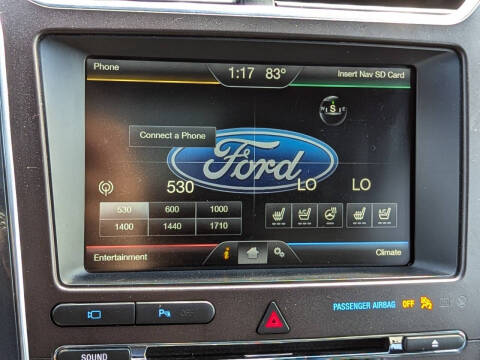 Phone
1:17 83°
Insert Nav SD Card
S
Connect a Phone
Ford
530
LO
LO
530 600 1000
1400 1440 1710
Entertainment
i
Climate
P
PASSENGER AIRBAG OFF
SOUND